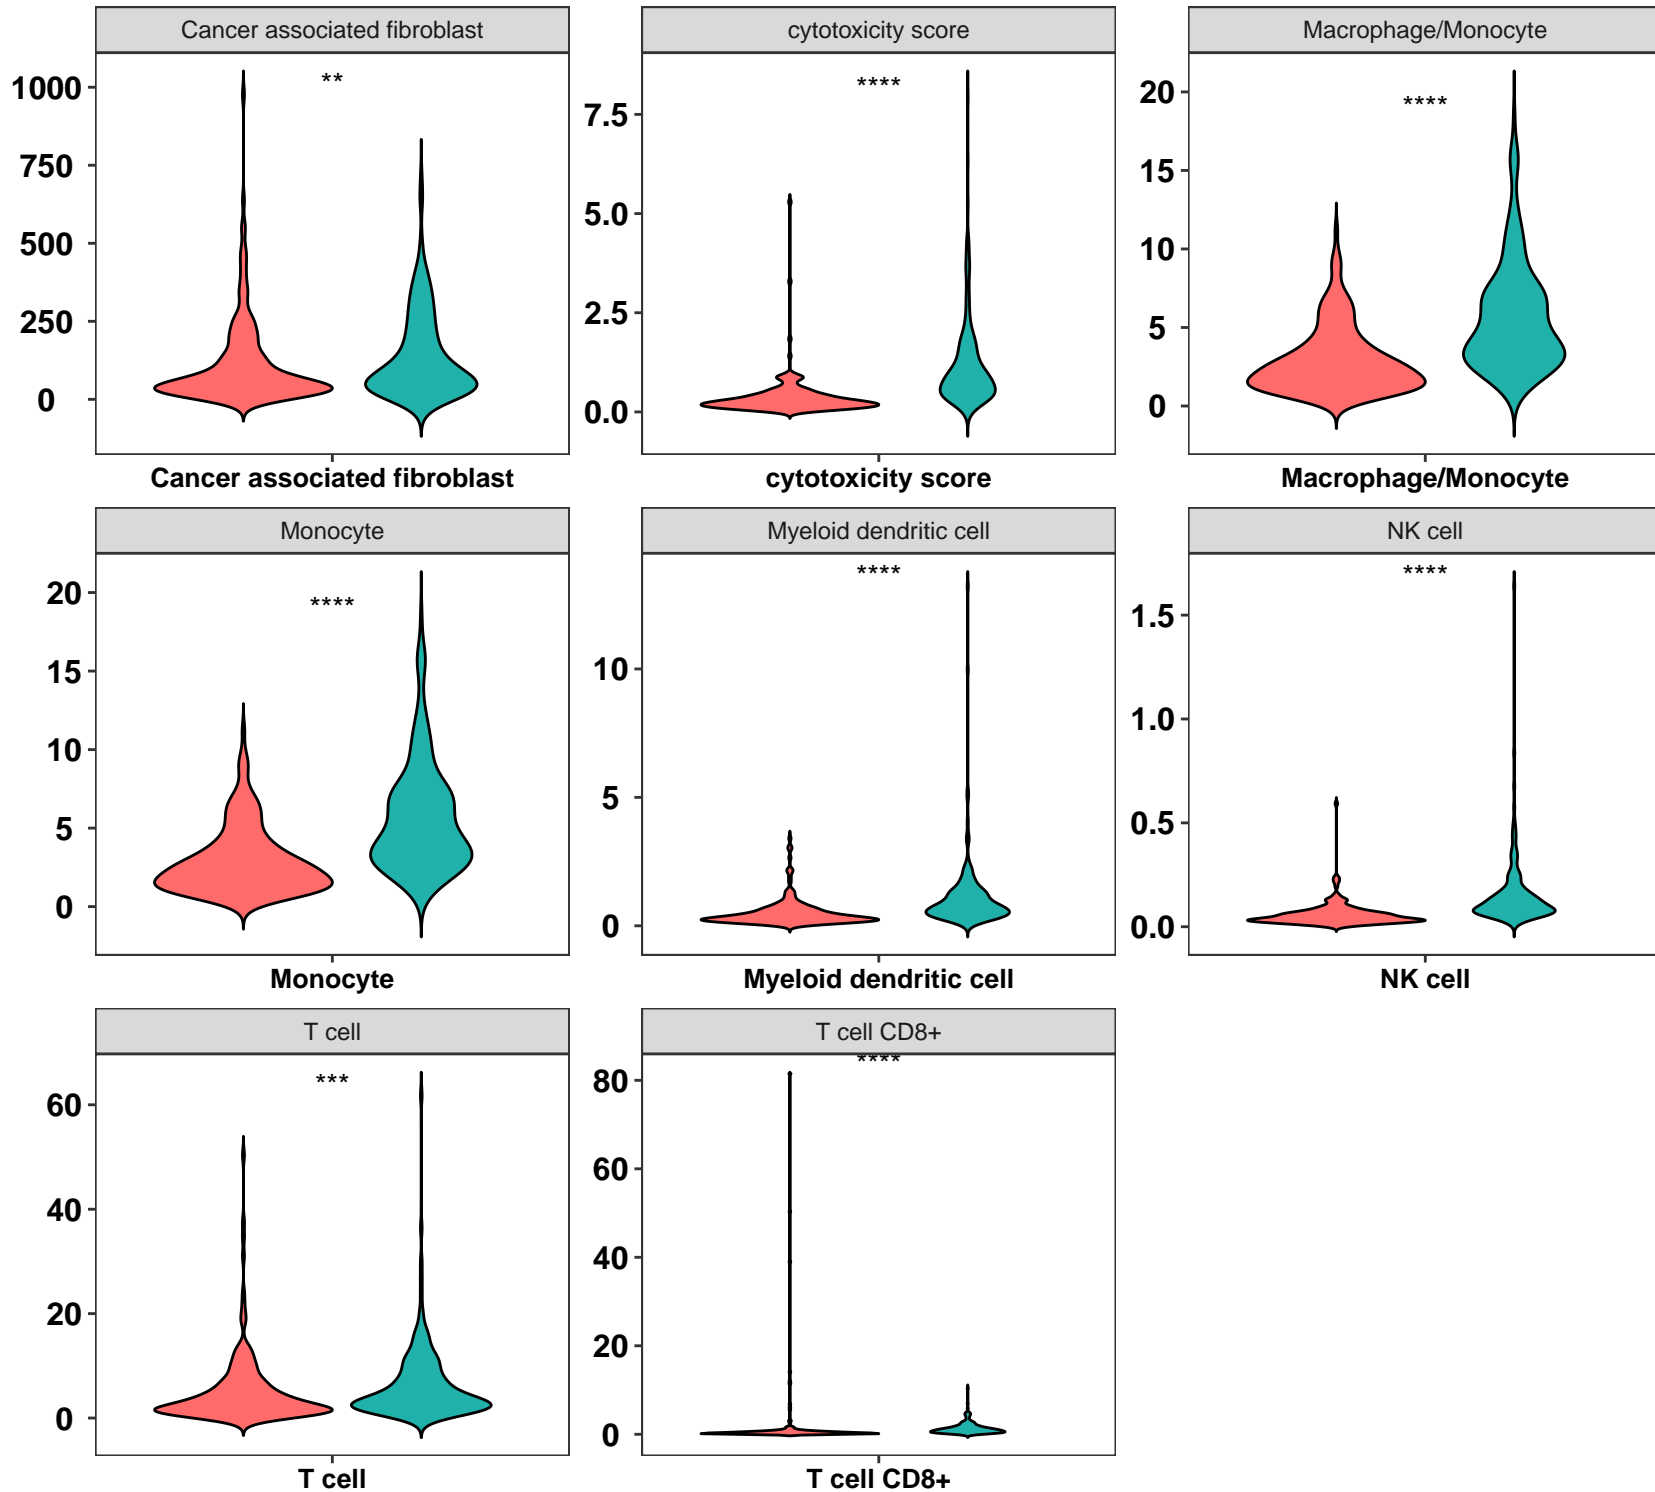 Cancer associated fibroblast
**
1000
750
500
250
0
Cancer associated fibroblast
cytotoxicity score
****
7.5
5.0
2.5
0.0
cytotoxicity score
Macrophage/Monocyte
****
20
15
10
5
0
Macrophage/Monocyte
Monocyte
****
20
15
10
5
0
Monocyte
Myeloid dendritic cell
****
10
5
0
Myeloid dendritic cell
NK cell
****
1.5
1.0
0.5
0.0
NK cell
T cell
***
60
40
20
0
T cell
T cell CD8+
****
80
60
40
20
0
T cell CD8+